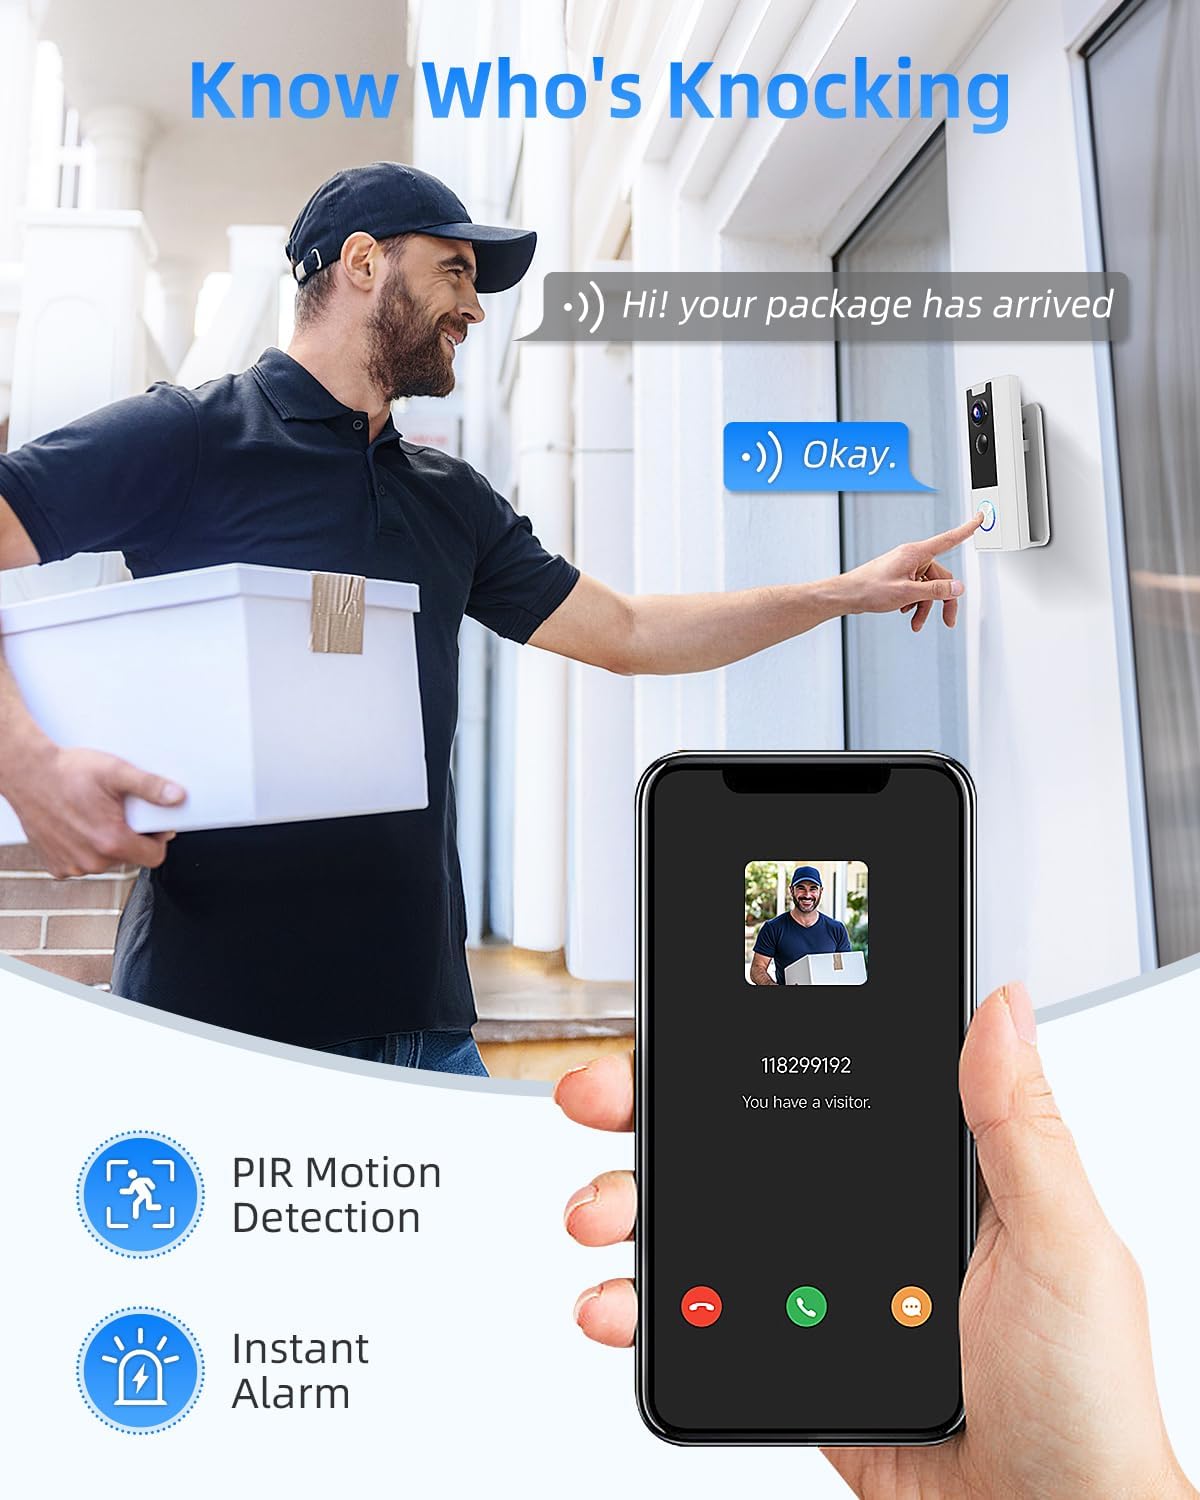 Know Who's Knocking
Hi! your package has arrived
Okay.
118299192
You have a visitor.
PIR Motion
Detection
Instant
Alarm